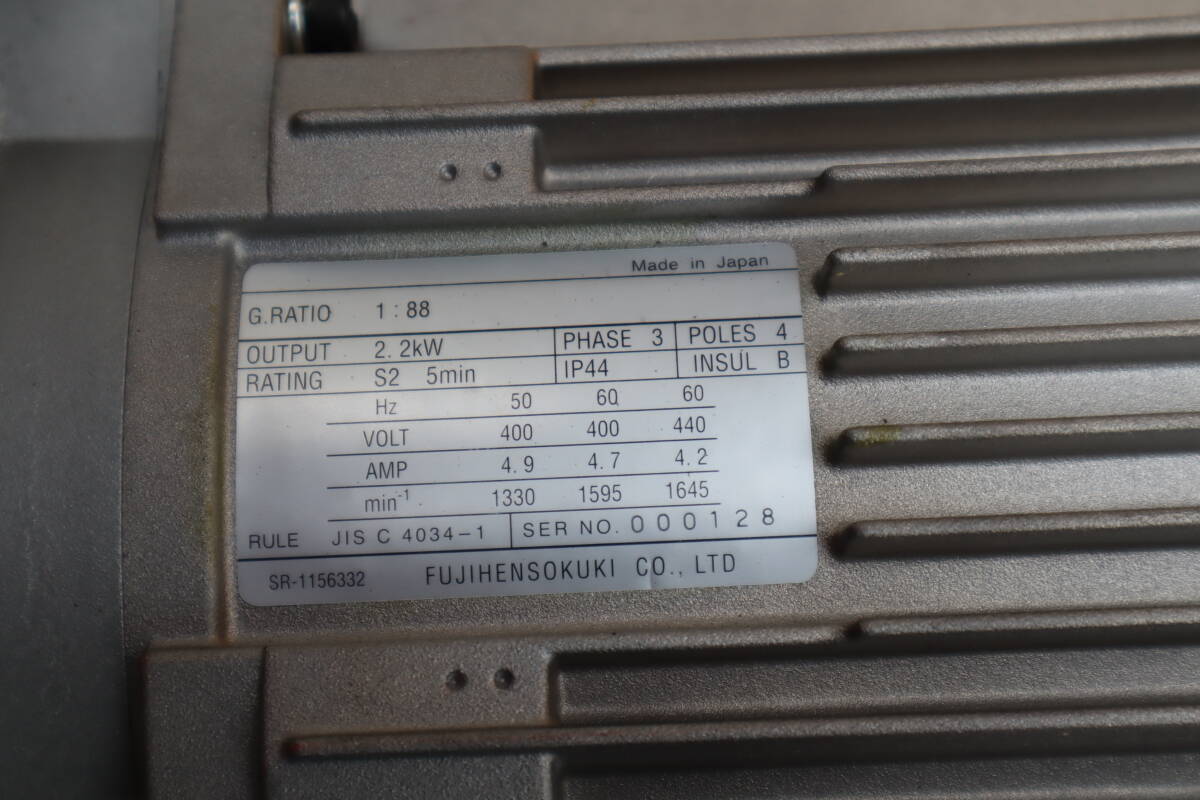 Made in Japan
G.RATIO 1:88
OUTPUT 2.2kW PHASE 3 POLES 4
RATING S2 5min IP44 INSUL B
Hz 50 60 60
VOLT 400 400 440
AMP 4.9 4.7 4.2
min⁻¹ 1330 1595 1645
RULE JIS C 4034-1 SER NO. 000128
SR-1156332 FUJIHENSOKUKI CO., LTD